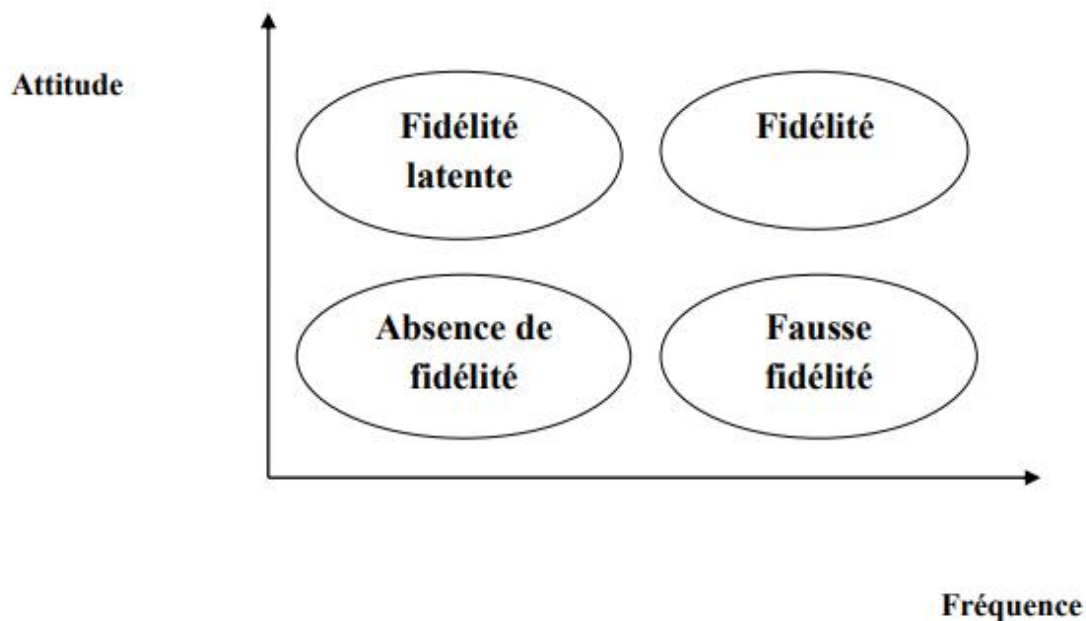 Attitude
Fidélité
latente
Fidélité
Absence de
fidélité
Fausse
fidélité
Fréquence